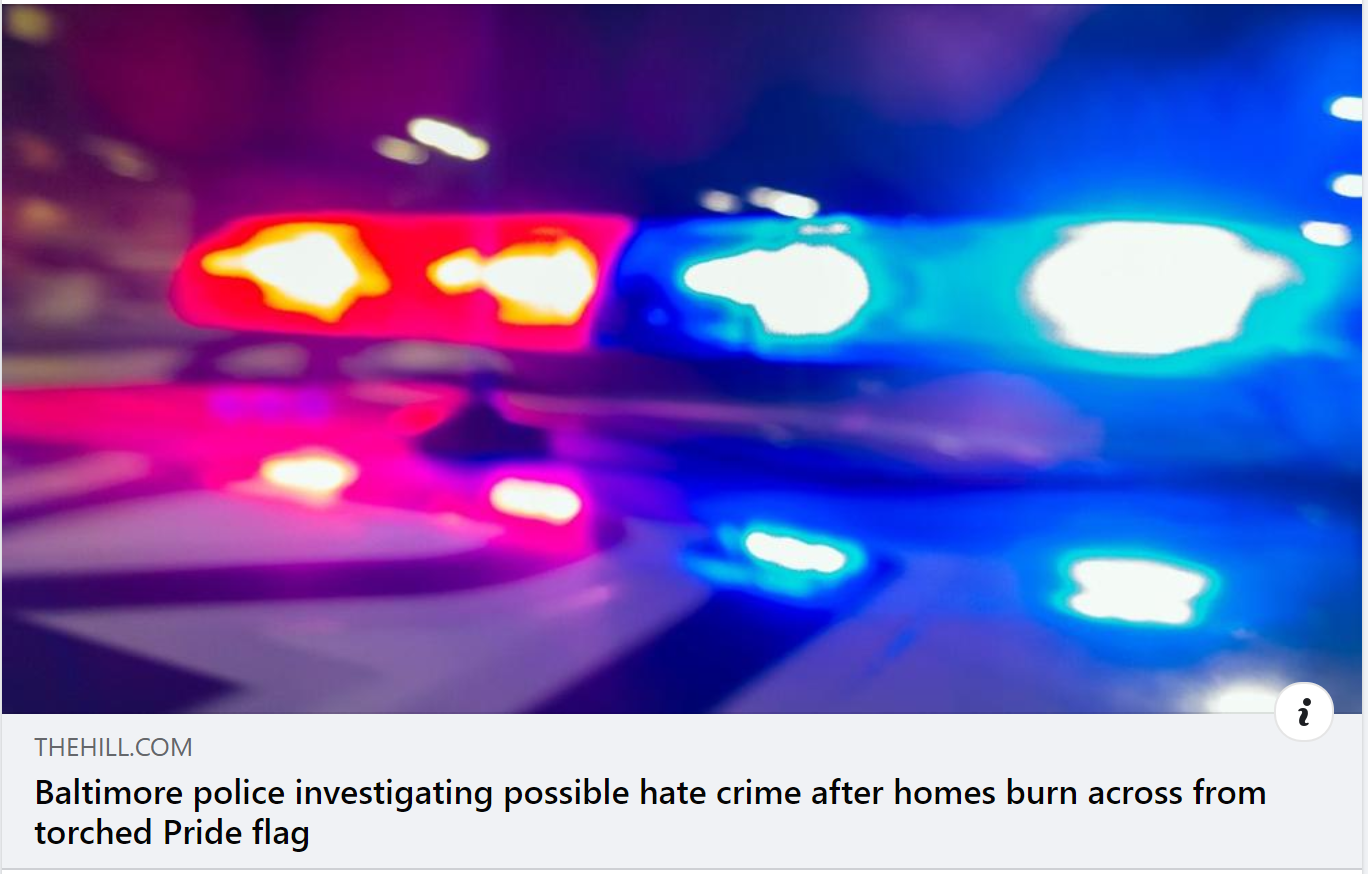 THEHILL.COM
Baltimore police investigating possible hate crime after homes burn across from
torched Pride flag